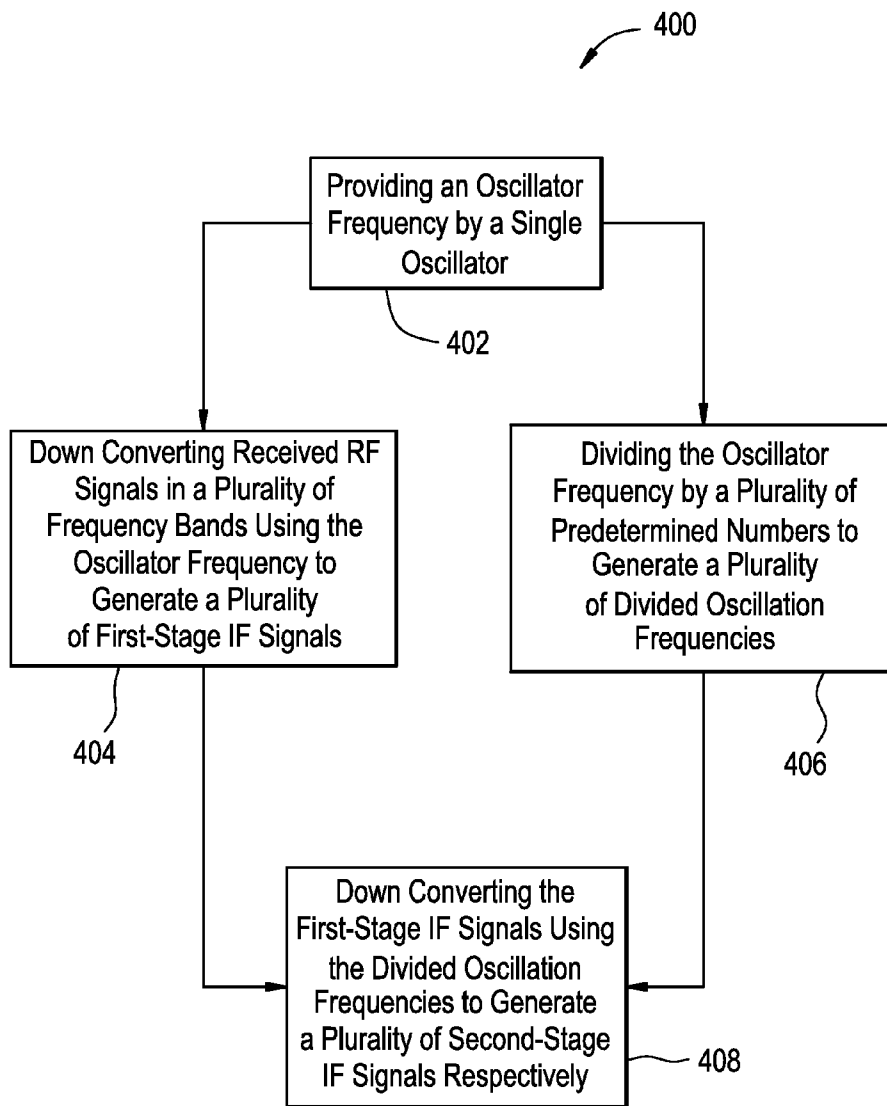 400
Providing an Oscillator
Frequency by a Single
Oscillator
402
Down Converting Received RF
Signals in a Plurality of
Frequency Bands Using the
Oscillator Frequency to
Generate a Plurality
of First-Stage IF Signals
404
Dividing the Oscillator
Frequency by a Plurality of
Predetermined Numbers to
Generate a Plurality
of Divided Oscillation
Frequencies
406
Down Converting the
First-Stage IF Signals Using
the Divided Oscillation
Frequencies to Generate
a Plurality of Second-Stage
IF Signals Respectively
408